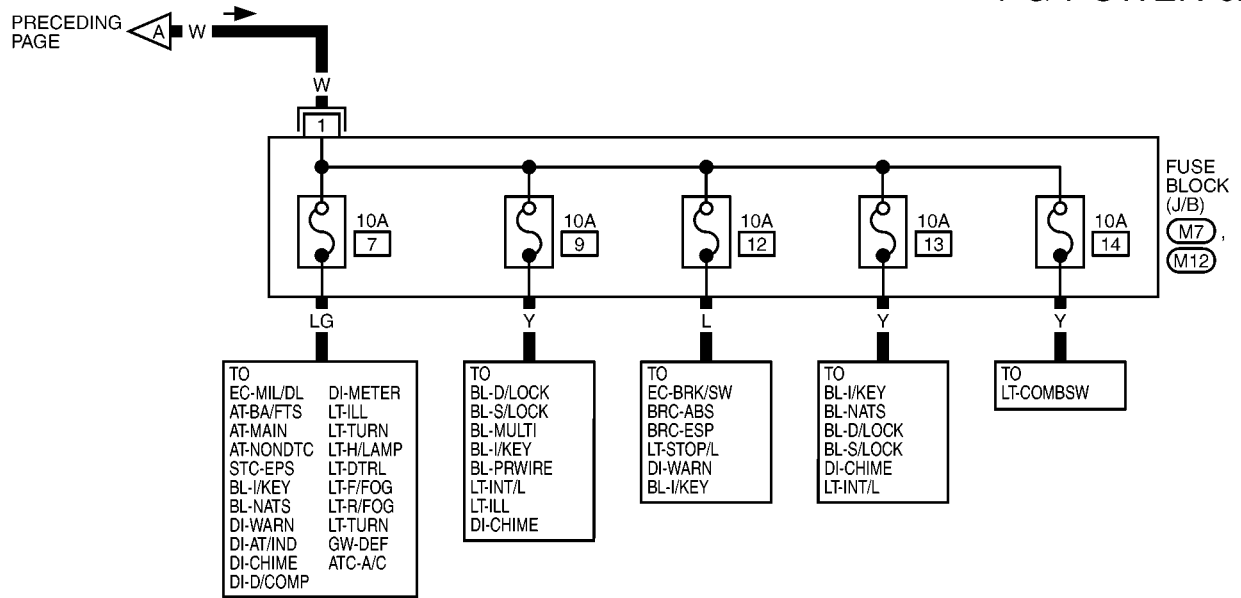 PRECEDING
PAGE
A
W
W
1
FUSE
BLOCK
(J/B)
M7 ,
M12
10A
7
10A
9
10A
12
10A
13
10A
14
LG
Y
L
Y
Y
TO
EC-MIL/DL DI-METER
AT-BA/FTS LT-ILL
AT-MAIN LT-TURN
AT-NONDTC LT-H/LAMP
STC-EPS LT-DTRL
BL-I/KEY LT-F/FOG
BL-NATS LT-R/FOG
DI-WARN LT-TURN
DI-AT/IND GW-DEF
DI-CHIME ATC-A/C
DI-D/COMP
TO
BL-D/LOCK
BL-S/LOCK
BL-MULTI
BL-I/KEY
BL-PRWIRE
LT-INT/L
LT-ILL
DI-CHIME
TO
EC-BRK/SW
BRC-ABS
BRC-ESP
LT-STOP/L
DI-WARN
BL-I/KEY
TO
BL-I/KEY
BL-NATS
BL-D/LOCK
BL-S/LOCK
DI-CHIME
LT-INT/L
TO
LT-COMBSW